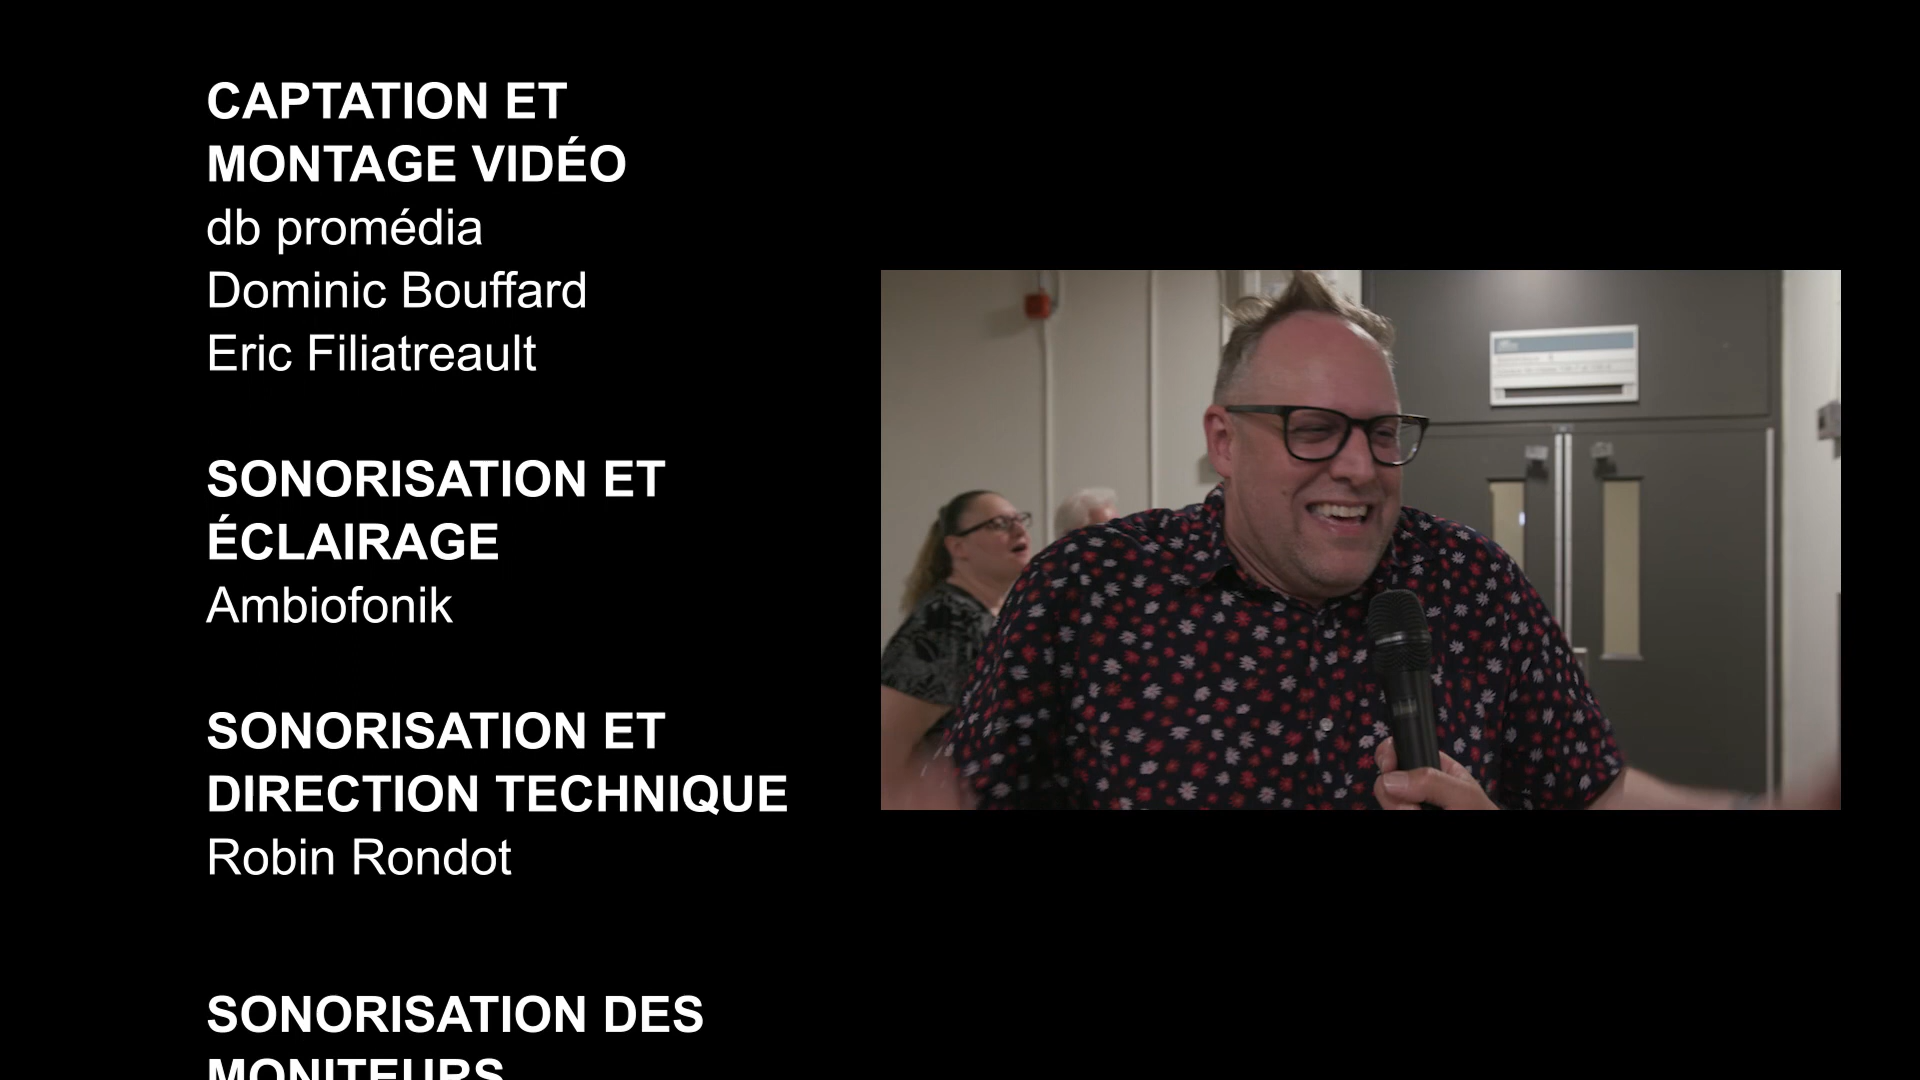 CAPTATION ET
MONTAGE VIDÉO
db promédia
Dominic Bouffard
Eric Filiatreault
SONORISATION ET
ÉCLAIRAGE
Ambiofonik
SONORISATION ET
DIRECTION TECHNIQUE
Robin Rondot
SONORISATION DES
MONITEURS